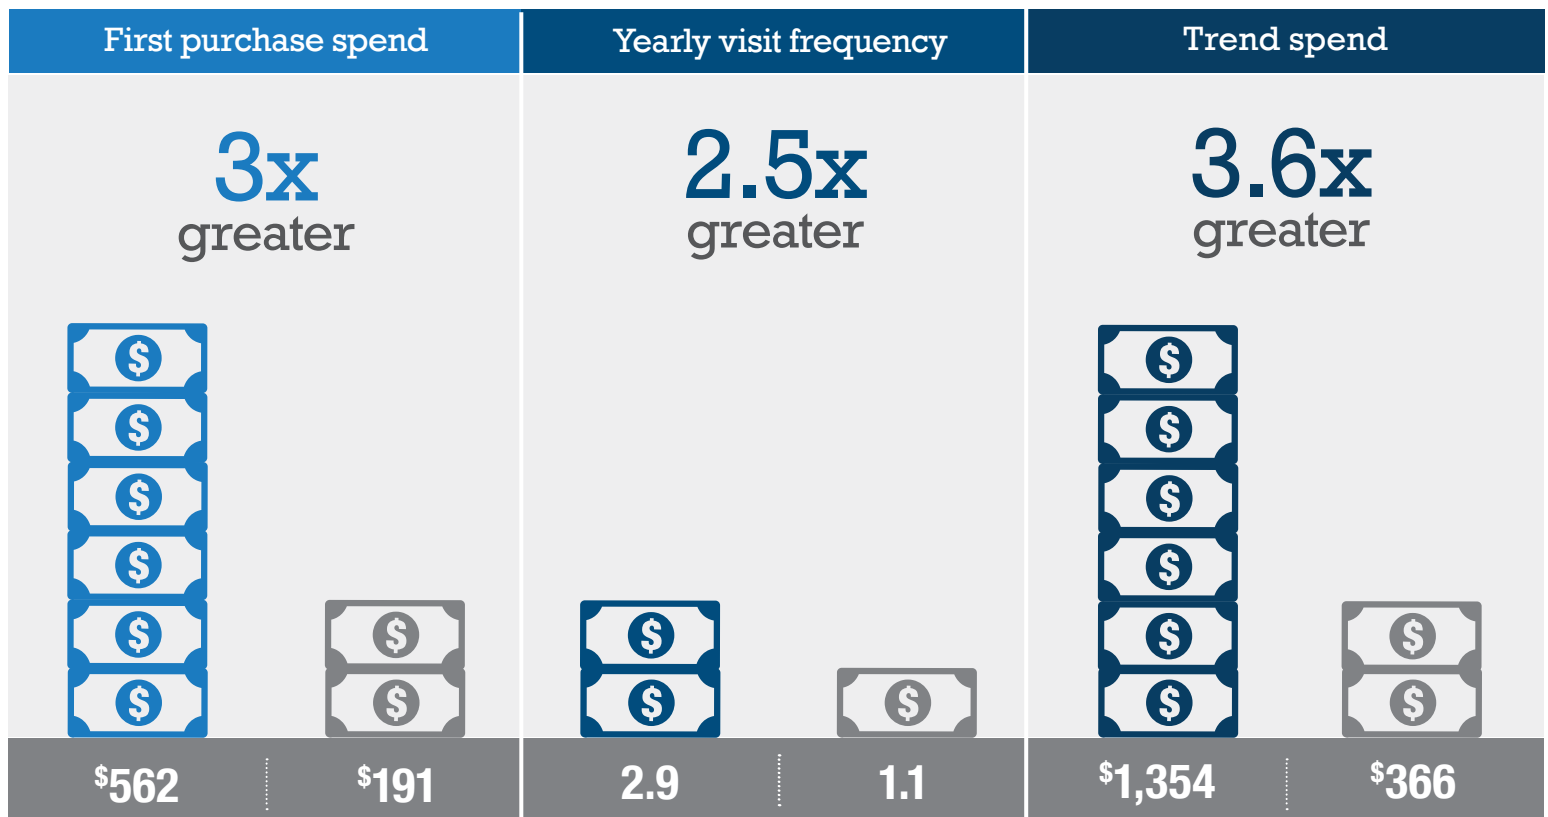 First purchase spend
3x
greater
$ $ $ $ $ $
$ $
$562 $191
Yearly visit frequency
2.5x
greater
$ $
$
2.9 1.1
Trend spend
3.6x
greater
$ $ $ $ $ $
$ $
$1,354 $366